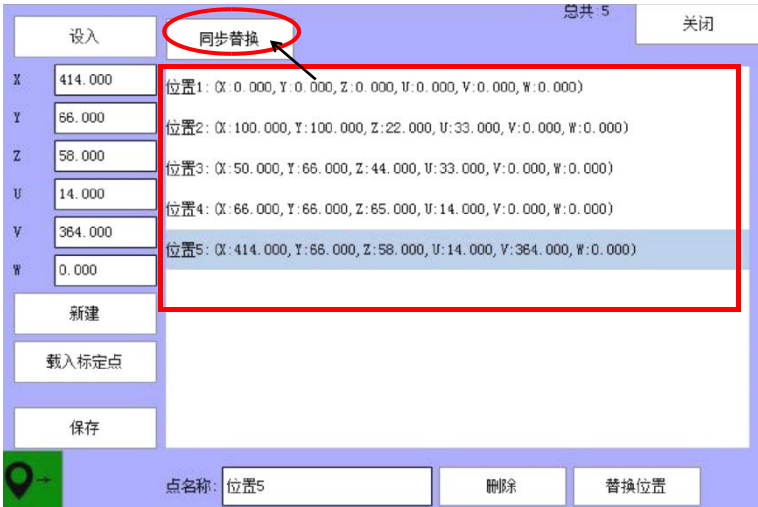 总共:5
关闭
设入
同步替换
X 414.000
Y 66.000
Z 58.000
U 14.000
V 364.000
W 0.000
位置1:(X:0.000,Y:0.000,Z:0.000,U:0.000,V:0.000,W:0.000)
位置2:(X:100.000,Y:100.000,Z:22.000,U:33.000,V:0.000,W:0.000)
位置3:(X:50.000,Y:66.000,Z:44.000,U:33.000,V:0.000,W:0.000)
位置4:(X:66.000,Y:66.000,Z:65.000,U:14.000,V:0.000,W:0.000)
位置5:(X:414.000,Y:66.000,Z:58.000,U:14.000,V:364.000,W:0.000)
新建
载入标定点
保存
点名称: 位置5
删除
替换位置